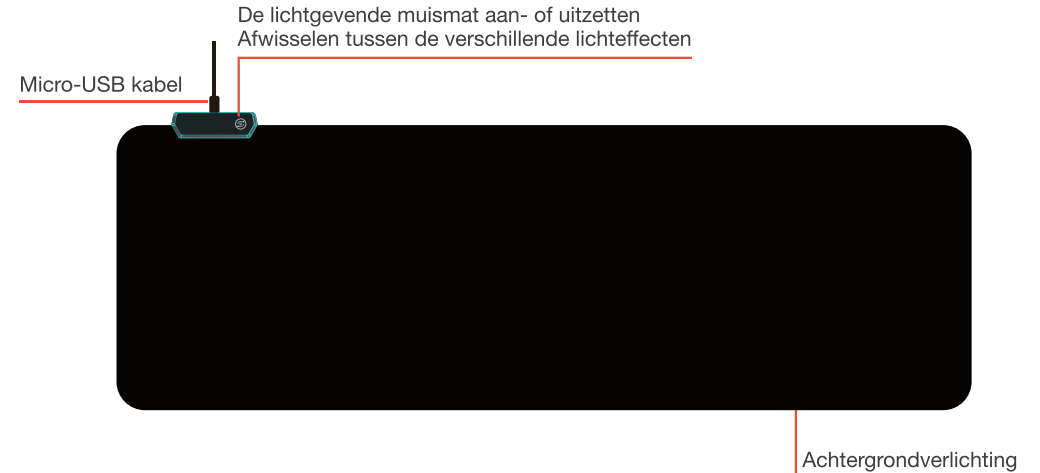 De lichtgevende muismat aan- of uitzetten
Afwisselen tussen de verschillende lichteffecten
Micro-USB kabel
Achtergrondverlichting